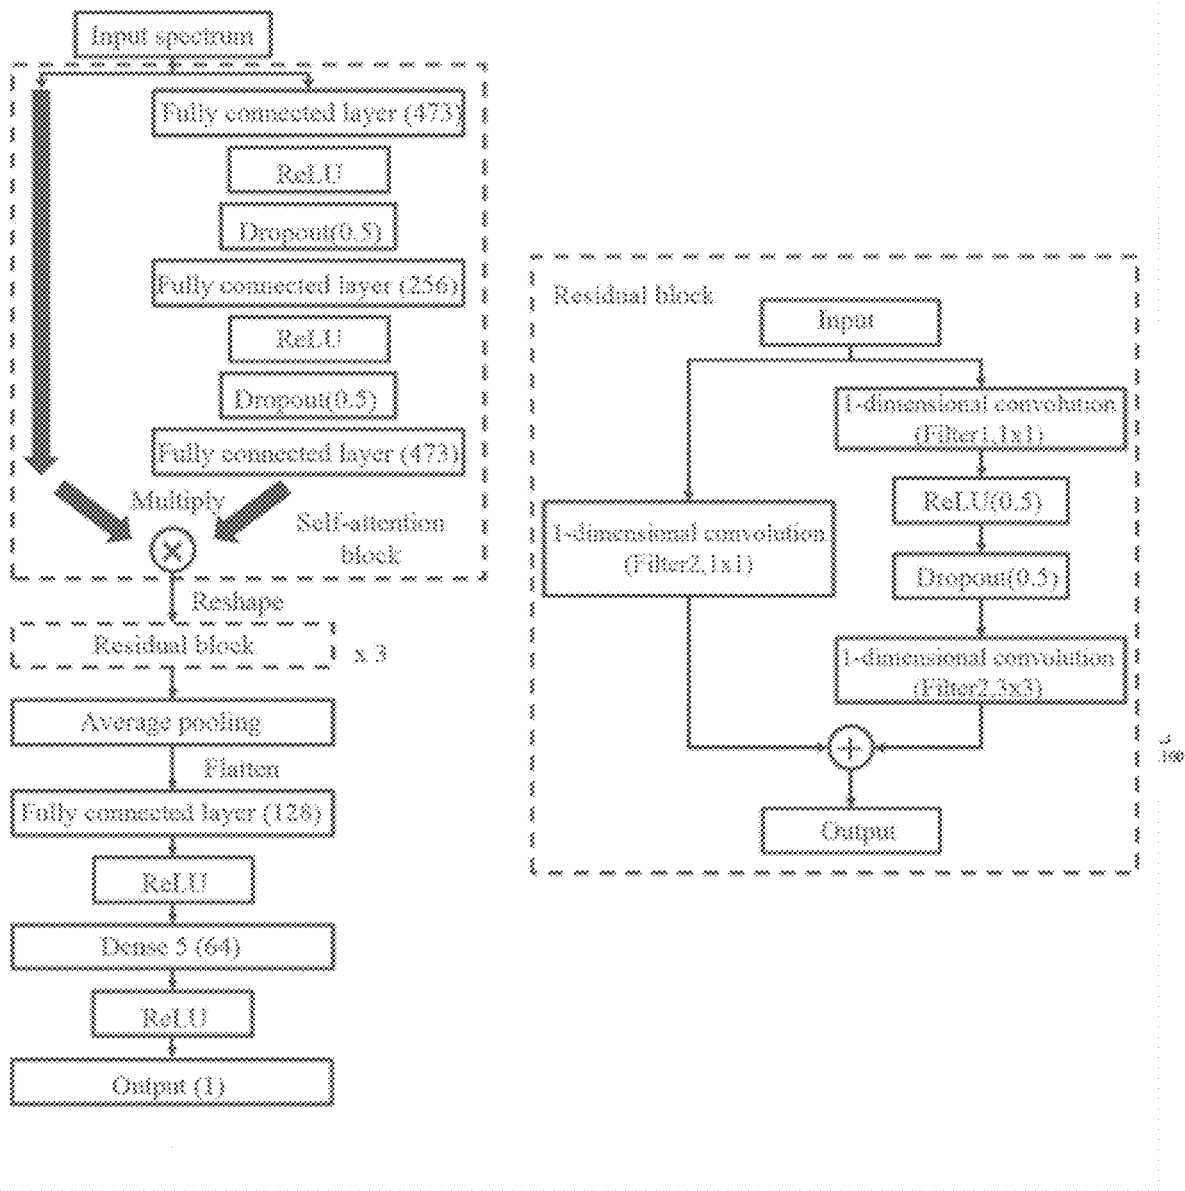 Input spectrum
Fully connected layer (473)
ReLU
Dropout(0.5)
Fully connected layer (256)
ReLU
Dropout(0.5)
Fully connected layer (473)
Multiply
Self-attention
block
Reshape
Residual block
x 3
Average pooling
Flatten
Fully connected layer (128)
ReLU
Dense 5 (64)
ReLU
Output (1)
Residual block
Input
1-dimensional convolution
(Filter1,1x1)
ReLU(0.5)
1-dimensional convolution
(Filter2,1x1)
Dropout(0.5)
1-dimensional convolution
(Filter2,3x3)
Output